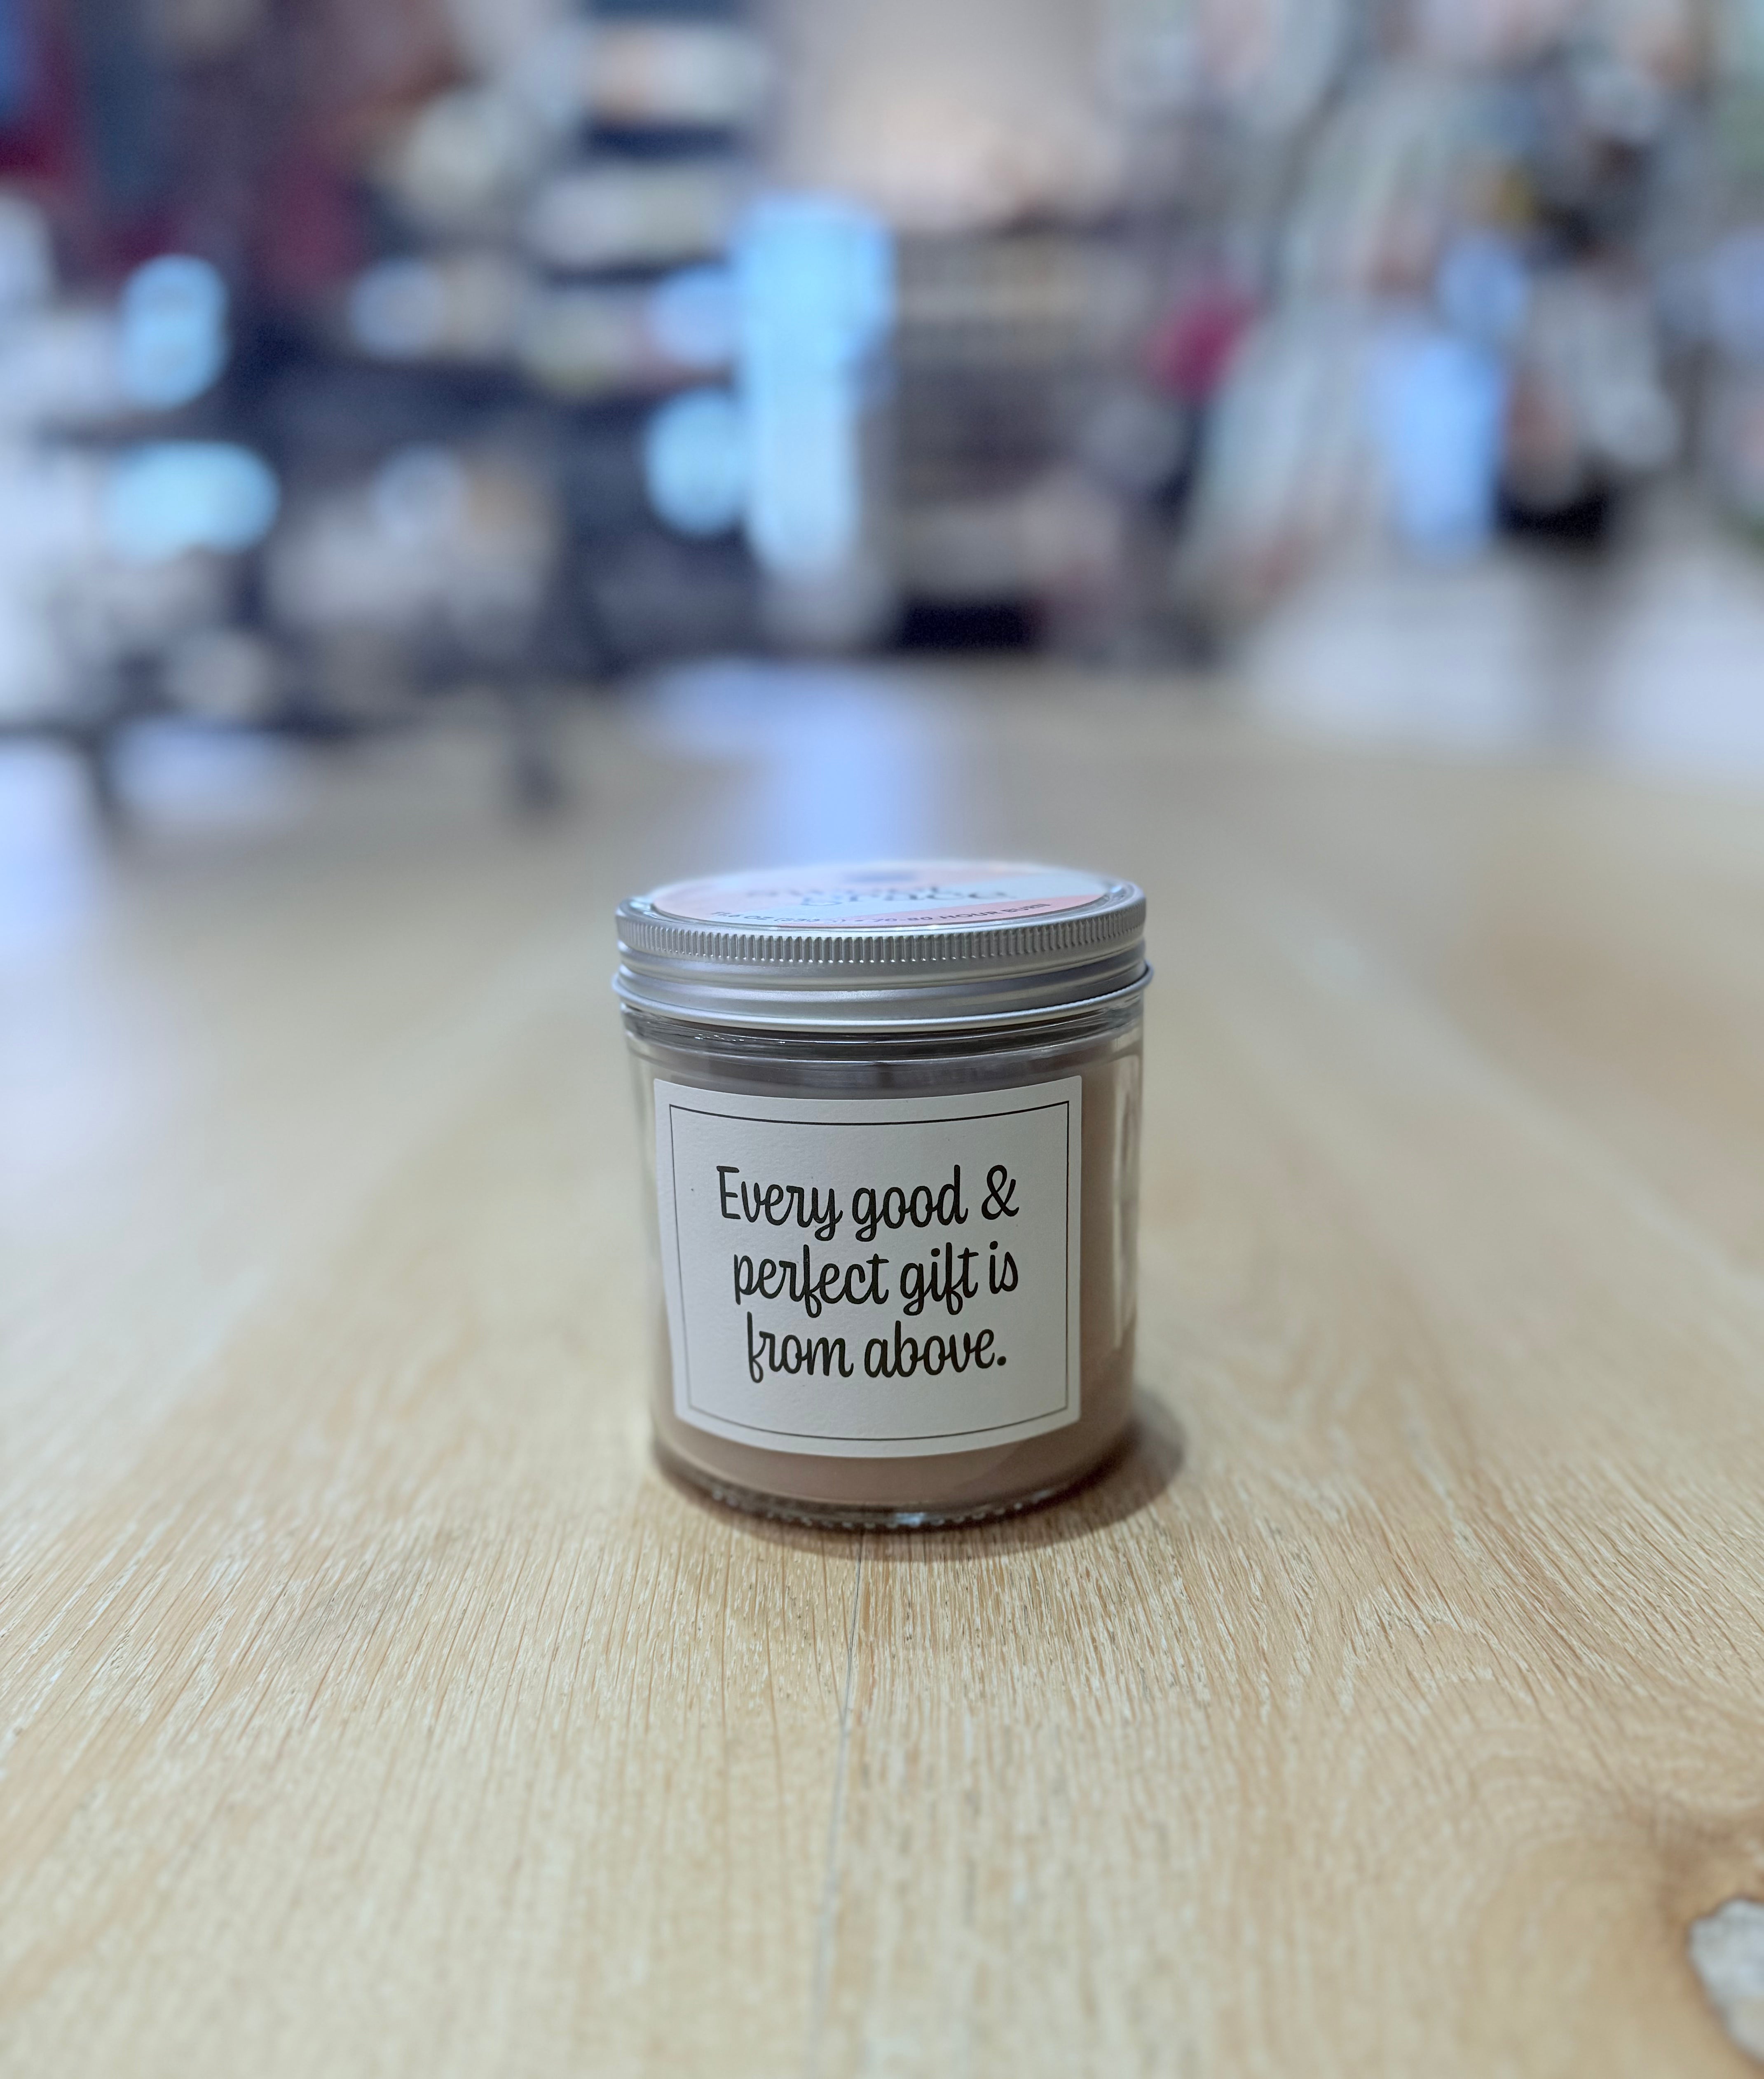 Every good &
perfect gift is
from above.